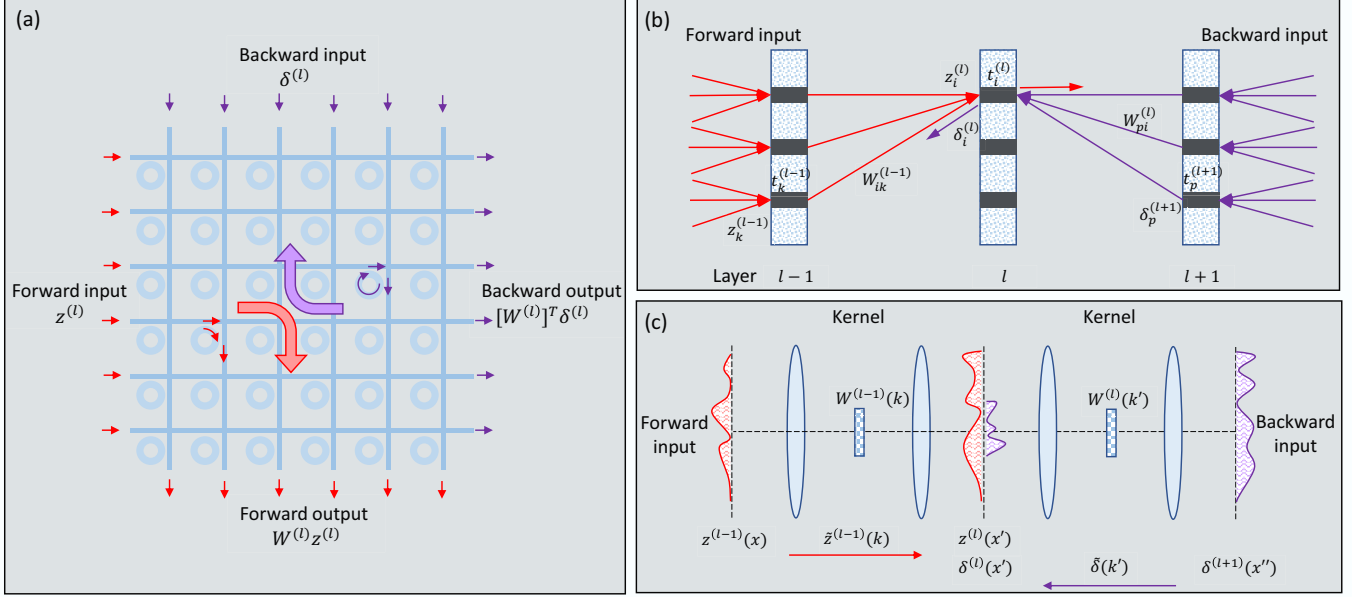 (a)
Backward input
δ^(l)
Forward input
z^(l)
Backward output
[W^(l)]^T δ^(l)
Forward output
W^(l) z^(l)
(b)
Forward input
Backward input
z_i^(l)
t_i^(l)
δ_i^(l)
W_pi^(l)
t_k^(l−1)
W_ik^(l−1)
t_p^(l+1)
δ_p^(l+1)
z_k^(l−1)
Layer l − 1 l l + 1
(c)
Kernel Kernel
W^(l−1)(k) W^(l)(k′)
Forward
input
Backward
input
z^(l−1)(x) z̃^(l−1)(k) z^(l)(x′)
δ^(l)(x′) δ̃(k′) δ^(l+1)(x′′)